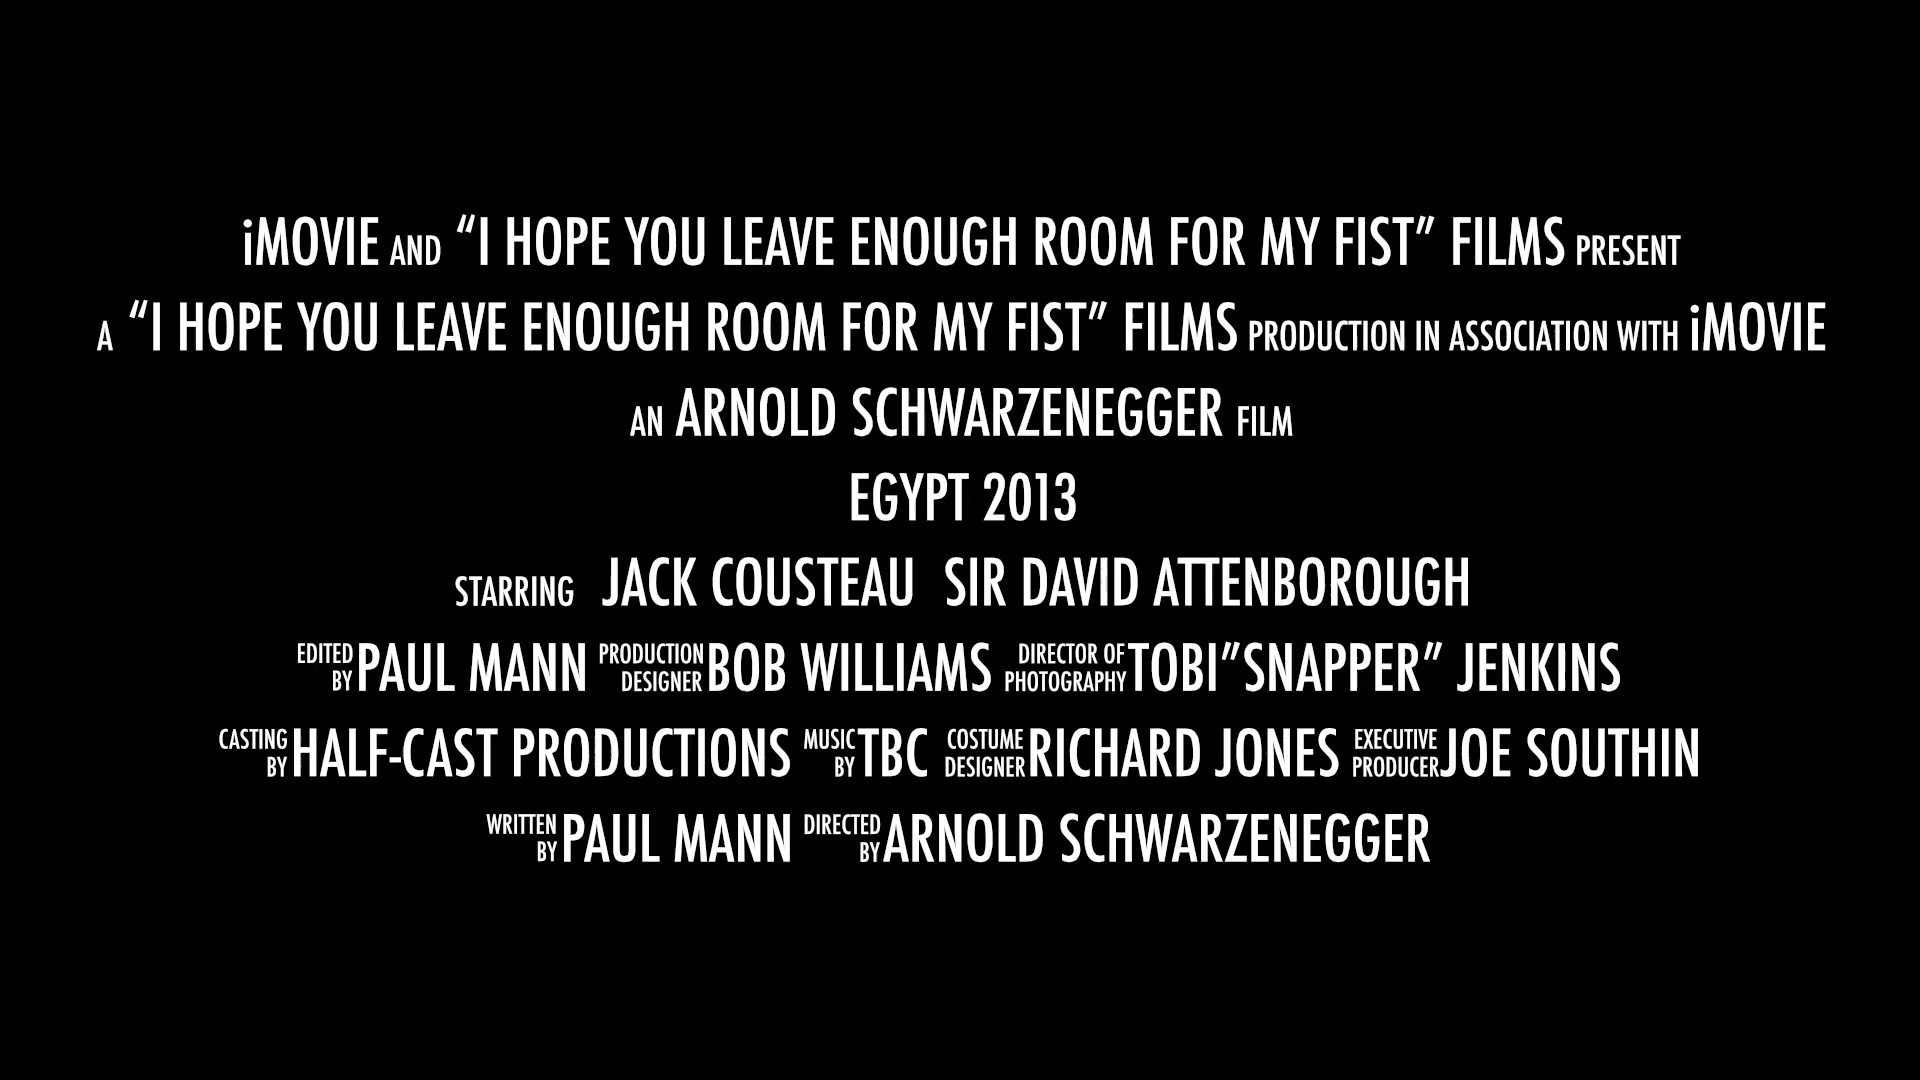 iMOVIE AND “I HOPE YOU LEAVE ENOUGH ROOM FOR MY FIST” FILMS PRESENT
A “I HOPE YOU LEAVE ENOUGH ROOM FOR MY FIST” FILMS PRODUCTION IN ASSOCIATION WITH iMOVIE
AN ARNOLD SCHWARZENEGGER FILM
EGYPT 2013
STARRING JACK COUSTEAU SIR DAVID ATTENBOROUGH
EDITED BY PAUL MANN PRODUCTION DESIGNER BOB WILLIAMS DIRECTOR OF PHOTOGRAPHY TOBI”SNAPPER” JENKINS
CASTING BY HALF-CAST PRODUCTIONS MUSIC BY TBC COSTUME DESIGNER RICHARD JONES EXECUTIVE PRODUCER JOE SOUTHIN
WRITTEN BY PAUL MANN DIRECTED BY ARNOLD SCHWARZENEGGER